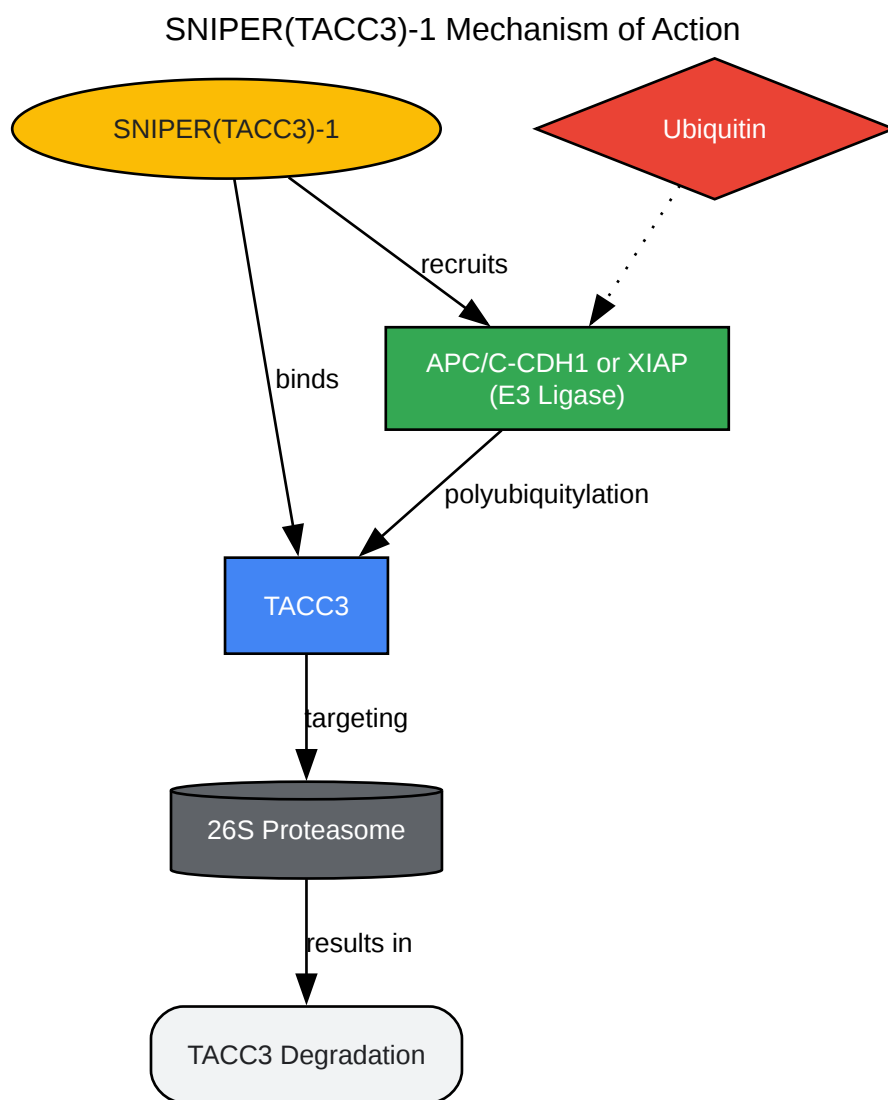 SNIPER(TACC3)-1 Mechanism of Action
SNIPER(TACC3)-1
Ubiquitin
recruits
APC/C-CDH1 or XIAP
(E3 Ligase)
binds
polyubiquitylation
TACC3
targeting
26S Proteasome
results in
TACC3 Degradation